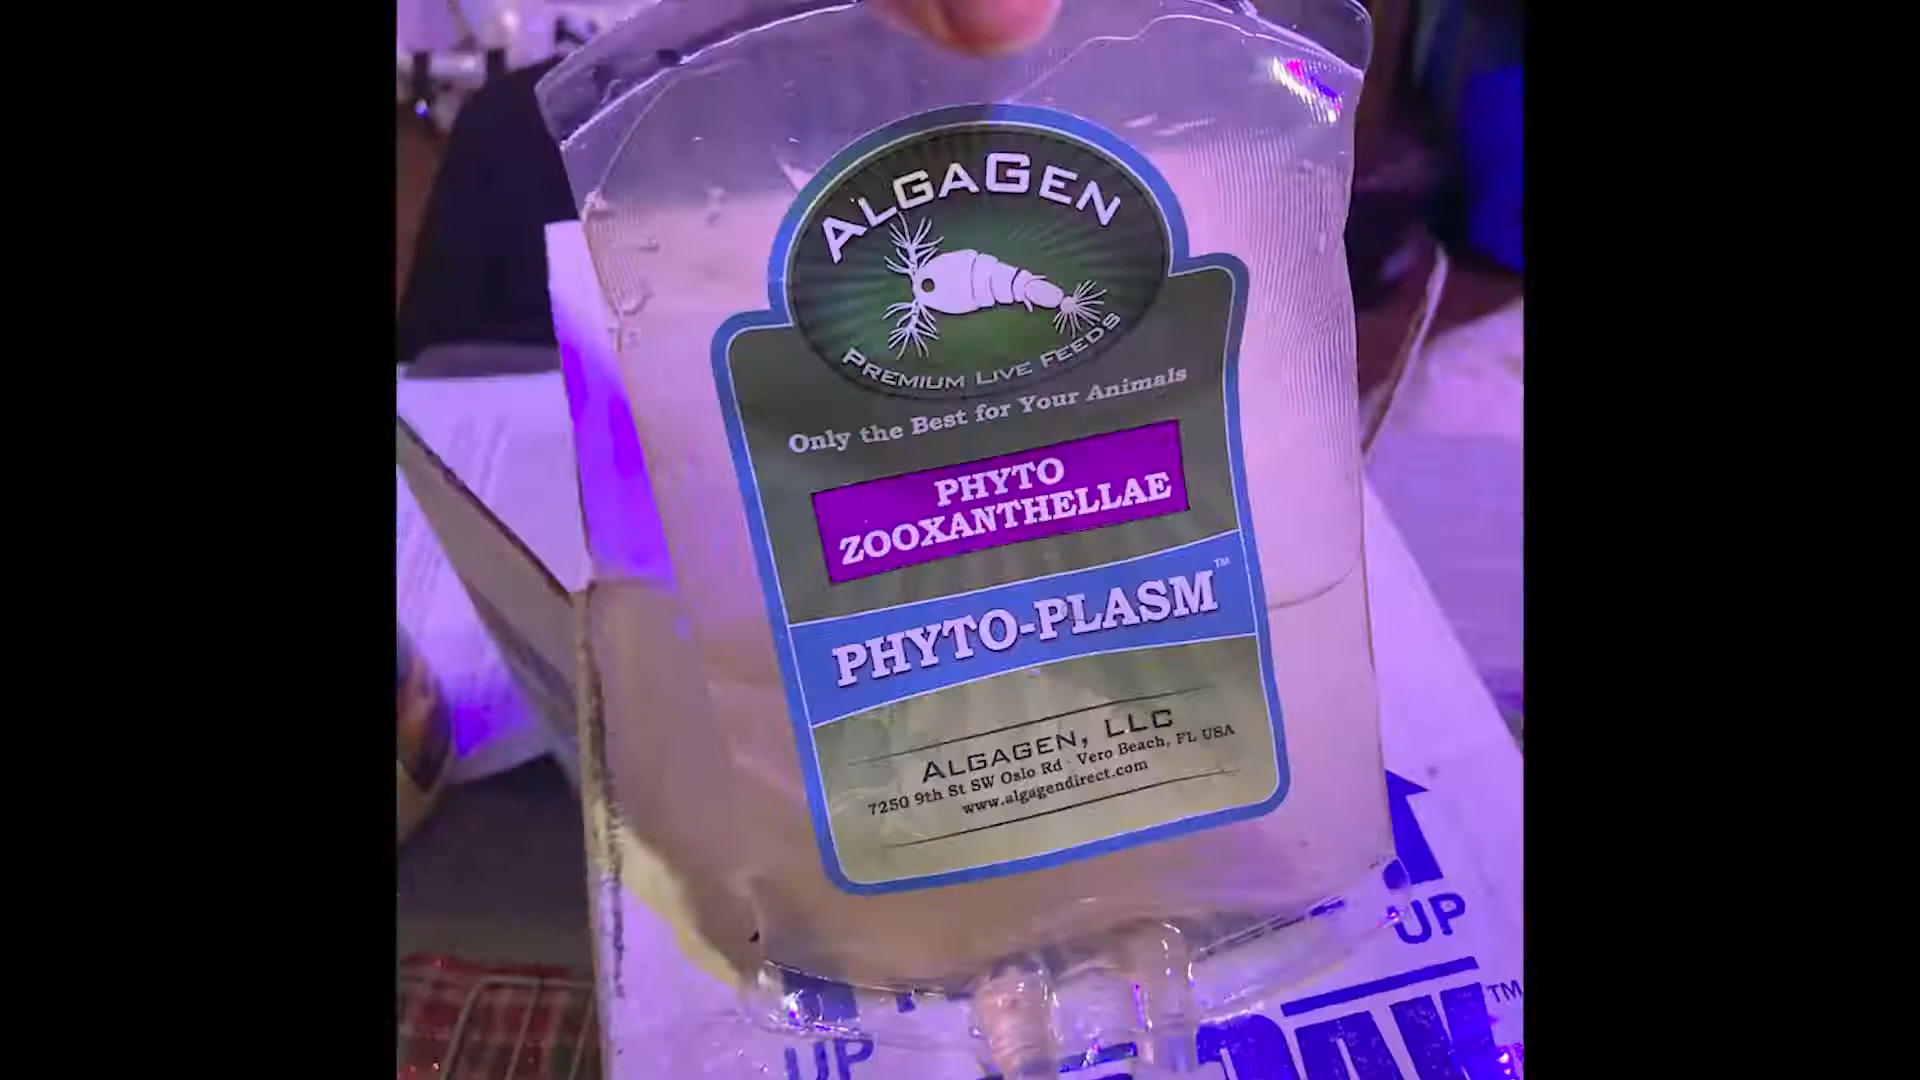 ALGAGEN
PREMIUM LIVE FEEDS
Only the Best for Your Animals
PHYTO
ZOOXANTHELLAE
PHYTO-PLASM™
ALGAGEN, LLC
7250 9th St SW Oslo Rd · Vero Beach, FL USA
www.algagendirect.com
UP
UP